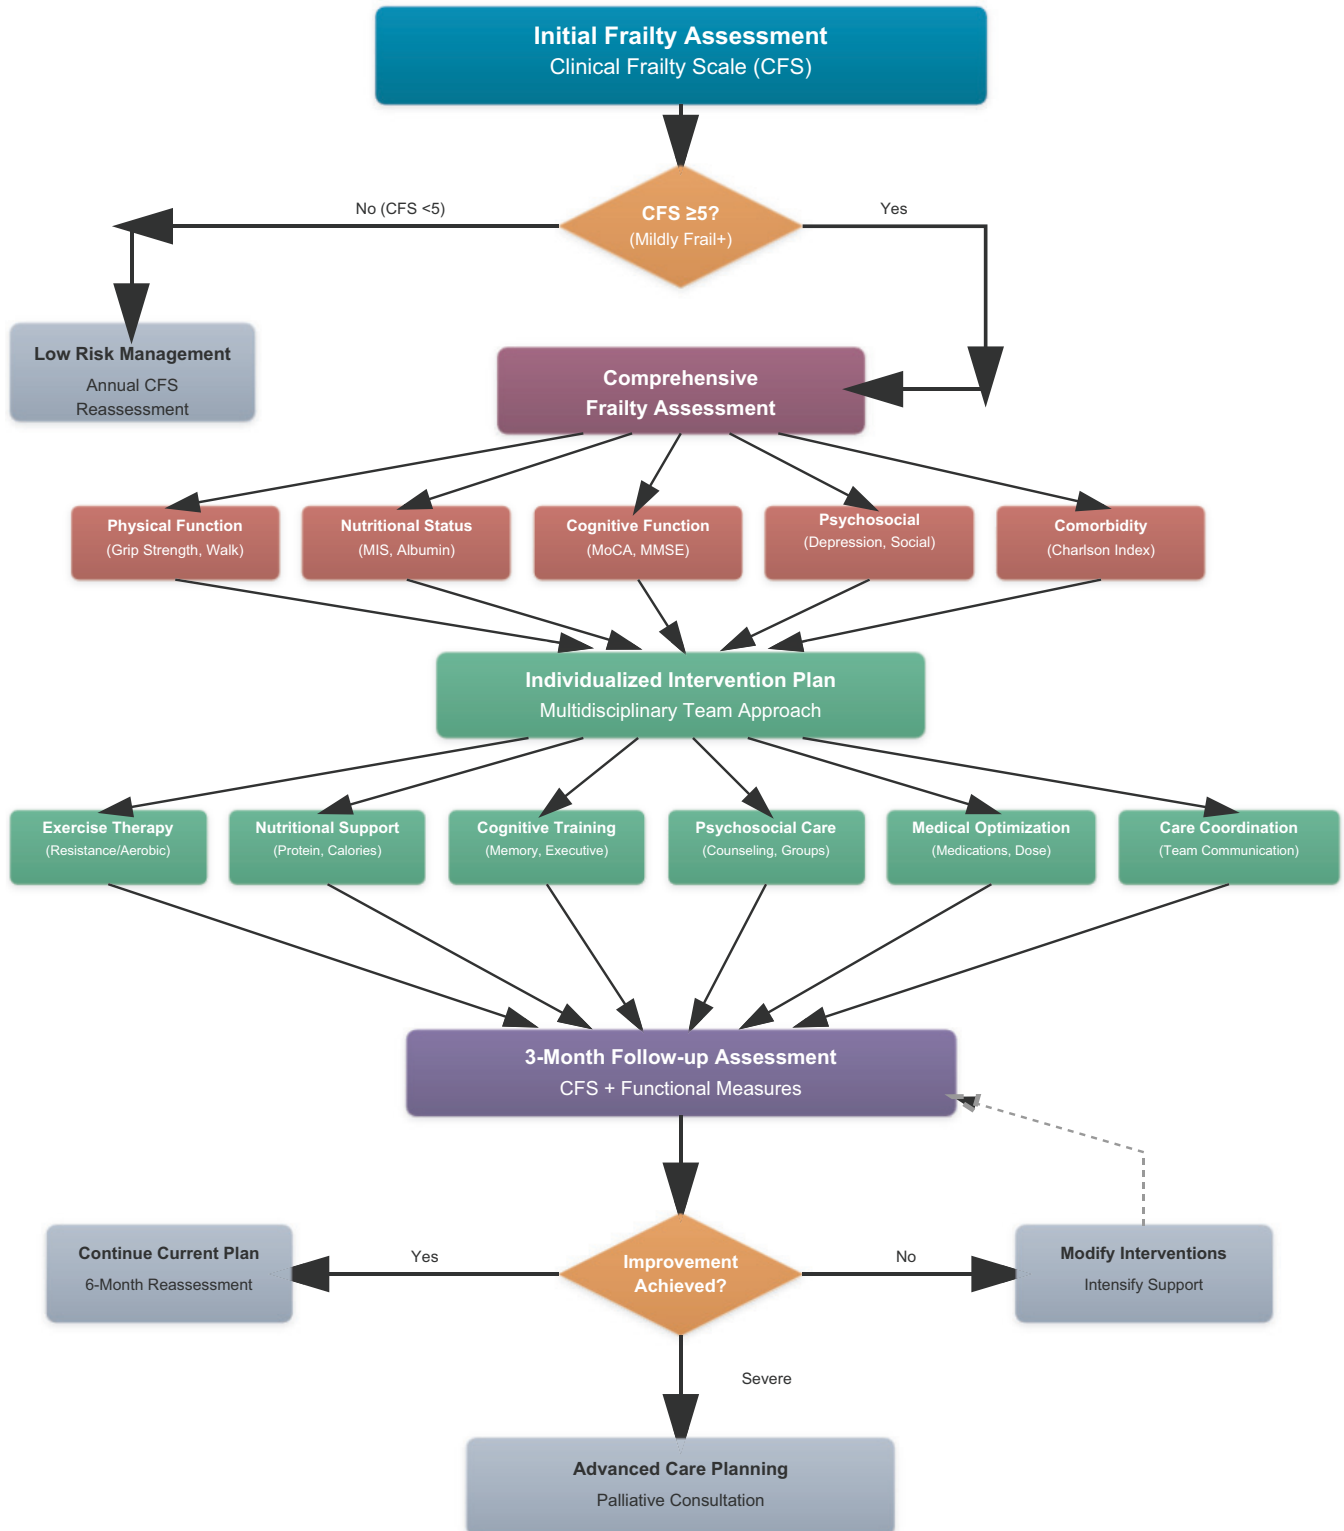 Initial Frailty Assessment
Clinical Frailty Scale (CFS)
CFS ≥5?
(Mildly Frail+)
No (CFS <5)
Yes
Low Risk Management
Annual CFS
Reassessment
Comprehensive
Frailty Assessment
Physical Function
(Grip Strength, Walk)
Nutritional Status
(MIS, Albumin)
Cognitive Function
(MoCA, MMSE)
Psychosocial
(Depression, Social)
Comorbidity
(Charlson Index)
Individualized Intervention Plan
Multidisciplinary Team Approach
Exercise Therapy
(Resistance/Aerobic)
Nutritional Support
(Protein, Calories)
Cognitive Training
(Memory, Executive)
Psychosocial Care
(Counseling, Groups)
Medical Optimization
(Medications, Dose)
Care Coordination
(Team Communication)
3-Month Follow-up Assessment
CFS + Functional Measures
Improvement
Achieved?
Yes
No
Continue Current Plan
6-Month Reassessment
Modify Interventions
Intensify Support
Severe
Advanced Care Planning
Palliative Consultation